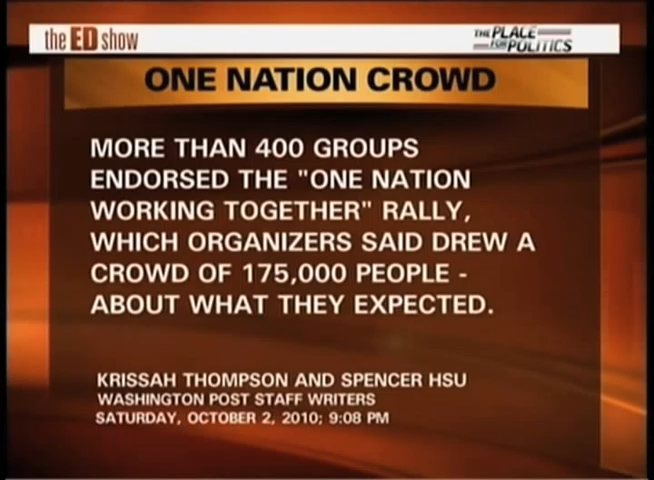 the ED show
THE PLACE
FOR POLITICS
ONE NATION CROWD
MORE THAN 400 GROUPS
ENDORSED THE "ONE NATION
WORKING TOGETHER" RALLY,
WHICH ORGANIZERS SAID DREW A
CROWD OF 175,000 PEOPLE -
ABOUT WHAT THEY EXPECTED.
KRISSAH THOMPSON AND SPENCER HSU
WASHINGTON POST STAFF WRITERS
SATURDAY, OCTOBER 2, 2010; 9:08 PM